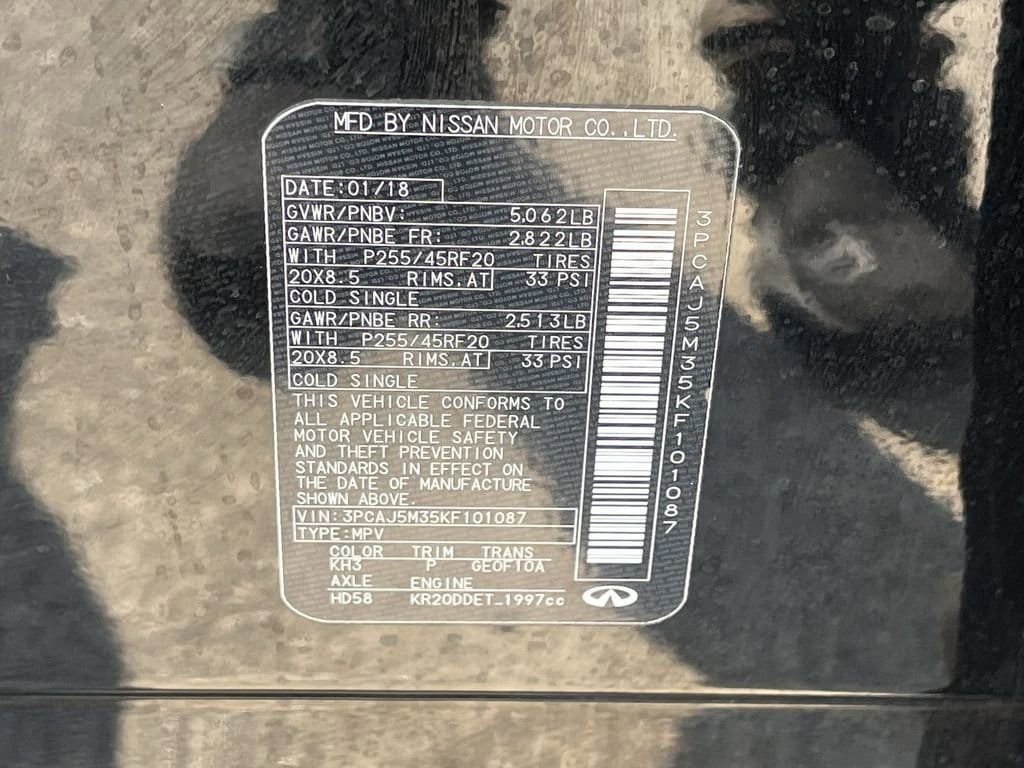 MFD BY NISSAN MOTOR CO.,LTD.
DATE:01/18
GVWR/PNBV: 5.062LB
GAWR/PNBE FR: 2.822LB
WITH P255/45RF20 TIRES
20X8.5 RIMS.AT 33 PSI
COLD SINGLE
GAWR/PNBE RR: 2.513LB
WITH P255/45RF20 TIRES
20X8.5 RIMS.AT 33 PSI
COLD SINGLE
THIS VEHICLE CONFORMS TO
ALL APPLICABLE FEDERAL
MOTOR VEHICLE SAFETY
AND THEFT PREVENTION
STANDARDS IN EFFECT ON
THE DATE OF MANUFACTURE
SHOWN ABOVE.
VIN:3PCAJ5M35KF101087
TYPE:MPV
COLOR TRIM TRANS
KH3 P GEOF10A
AXLE ENGINE
HD58 KR20DDET_1997cc
3PCAJ5M35KF101087